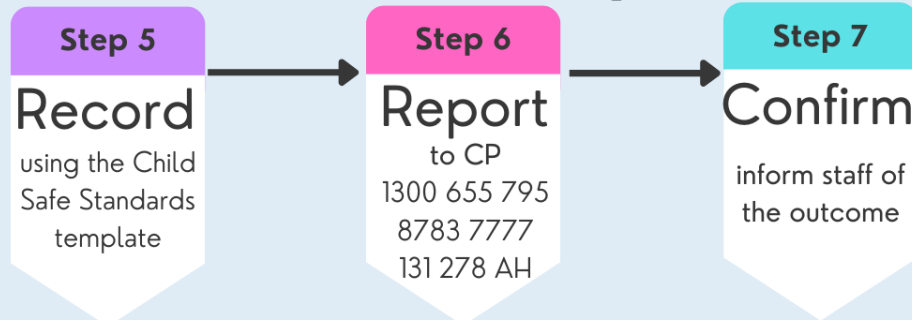 Step 5
Record
using the Child
Safe Standards
template
Step 6
Report
to CP
1300 655 795
8783 7777
131 278 AH
Step 7
Confirm
inform staff of
the outcome